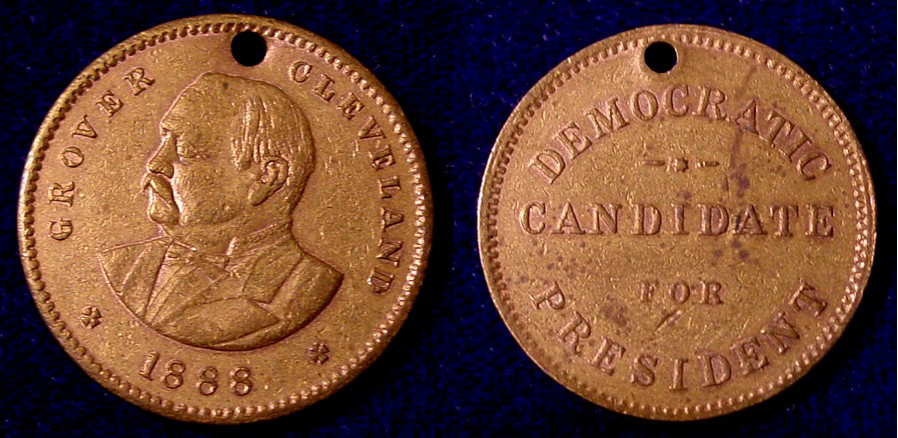 GROVER CLEVELAND
1888
DEMOCRATIC
CANDIDATE
FOR
PRESIDENT